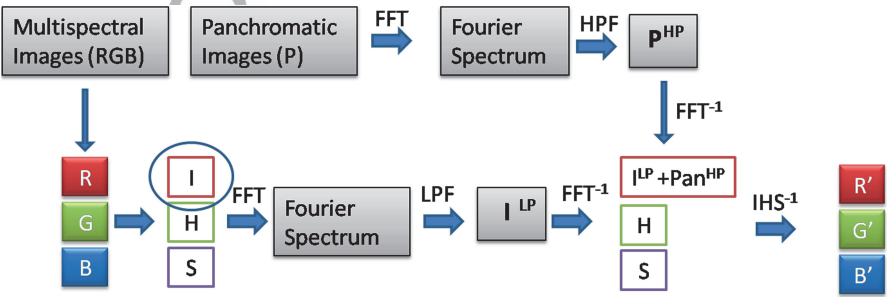 Multispectral
Images (RGB)
Panchromatic
Images (P)
FFT
Fourier
Spectrum
HPF
P^HP
FFT^-1
R
G
B
I
H
S
FFT
Fourier
Spectrum
LPF
I^LP
FFT^-1
I^LP+Pan^HP
H
S
IHS^-1
R’
G’
B’